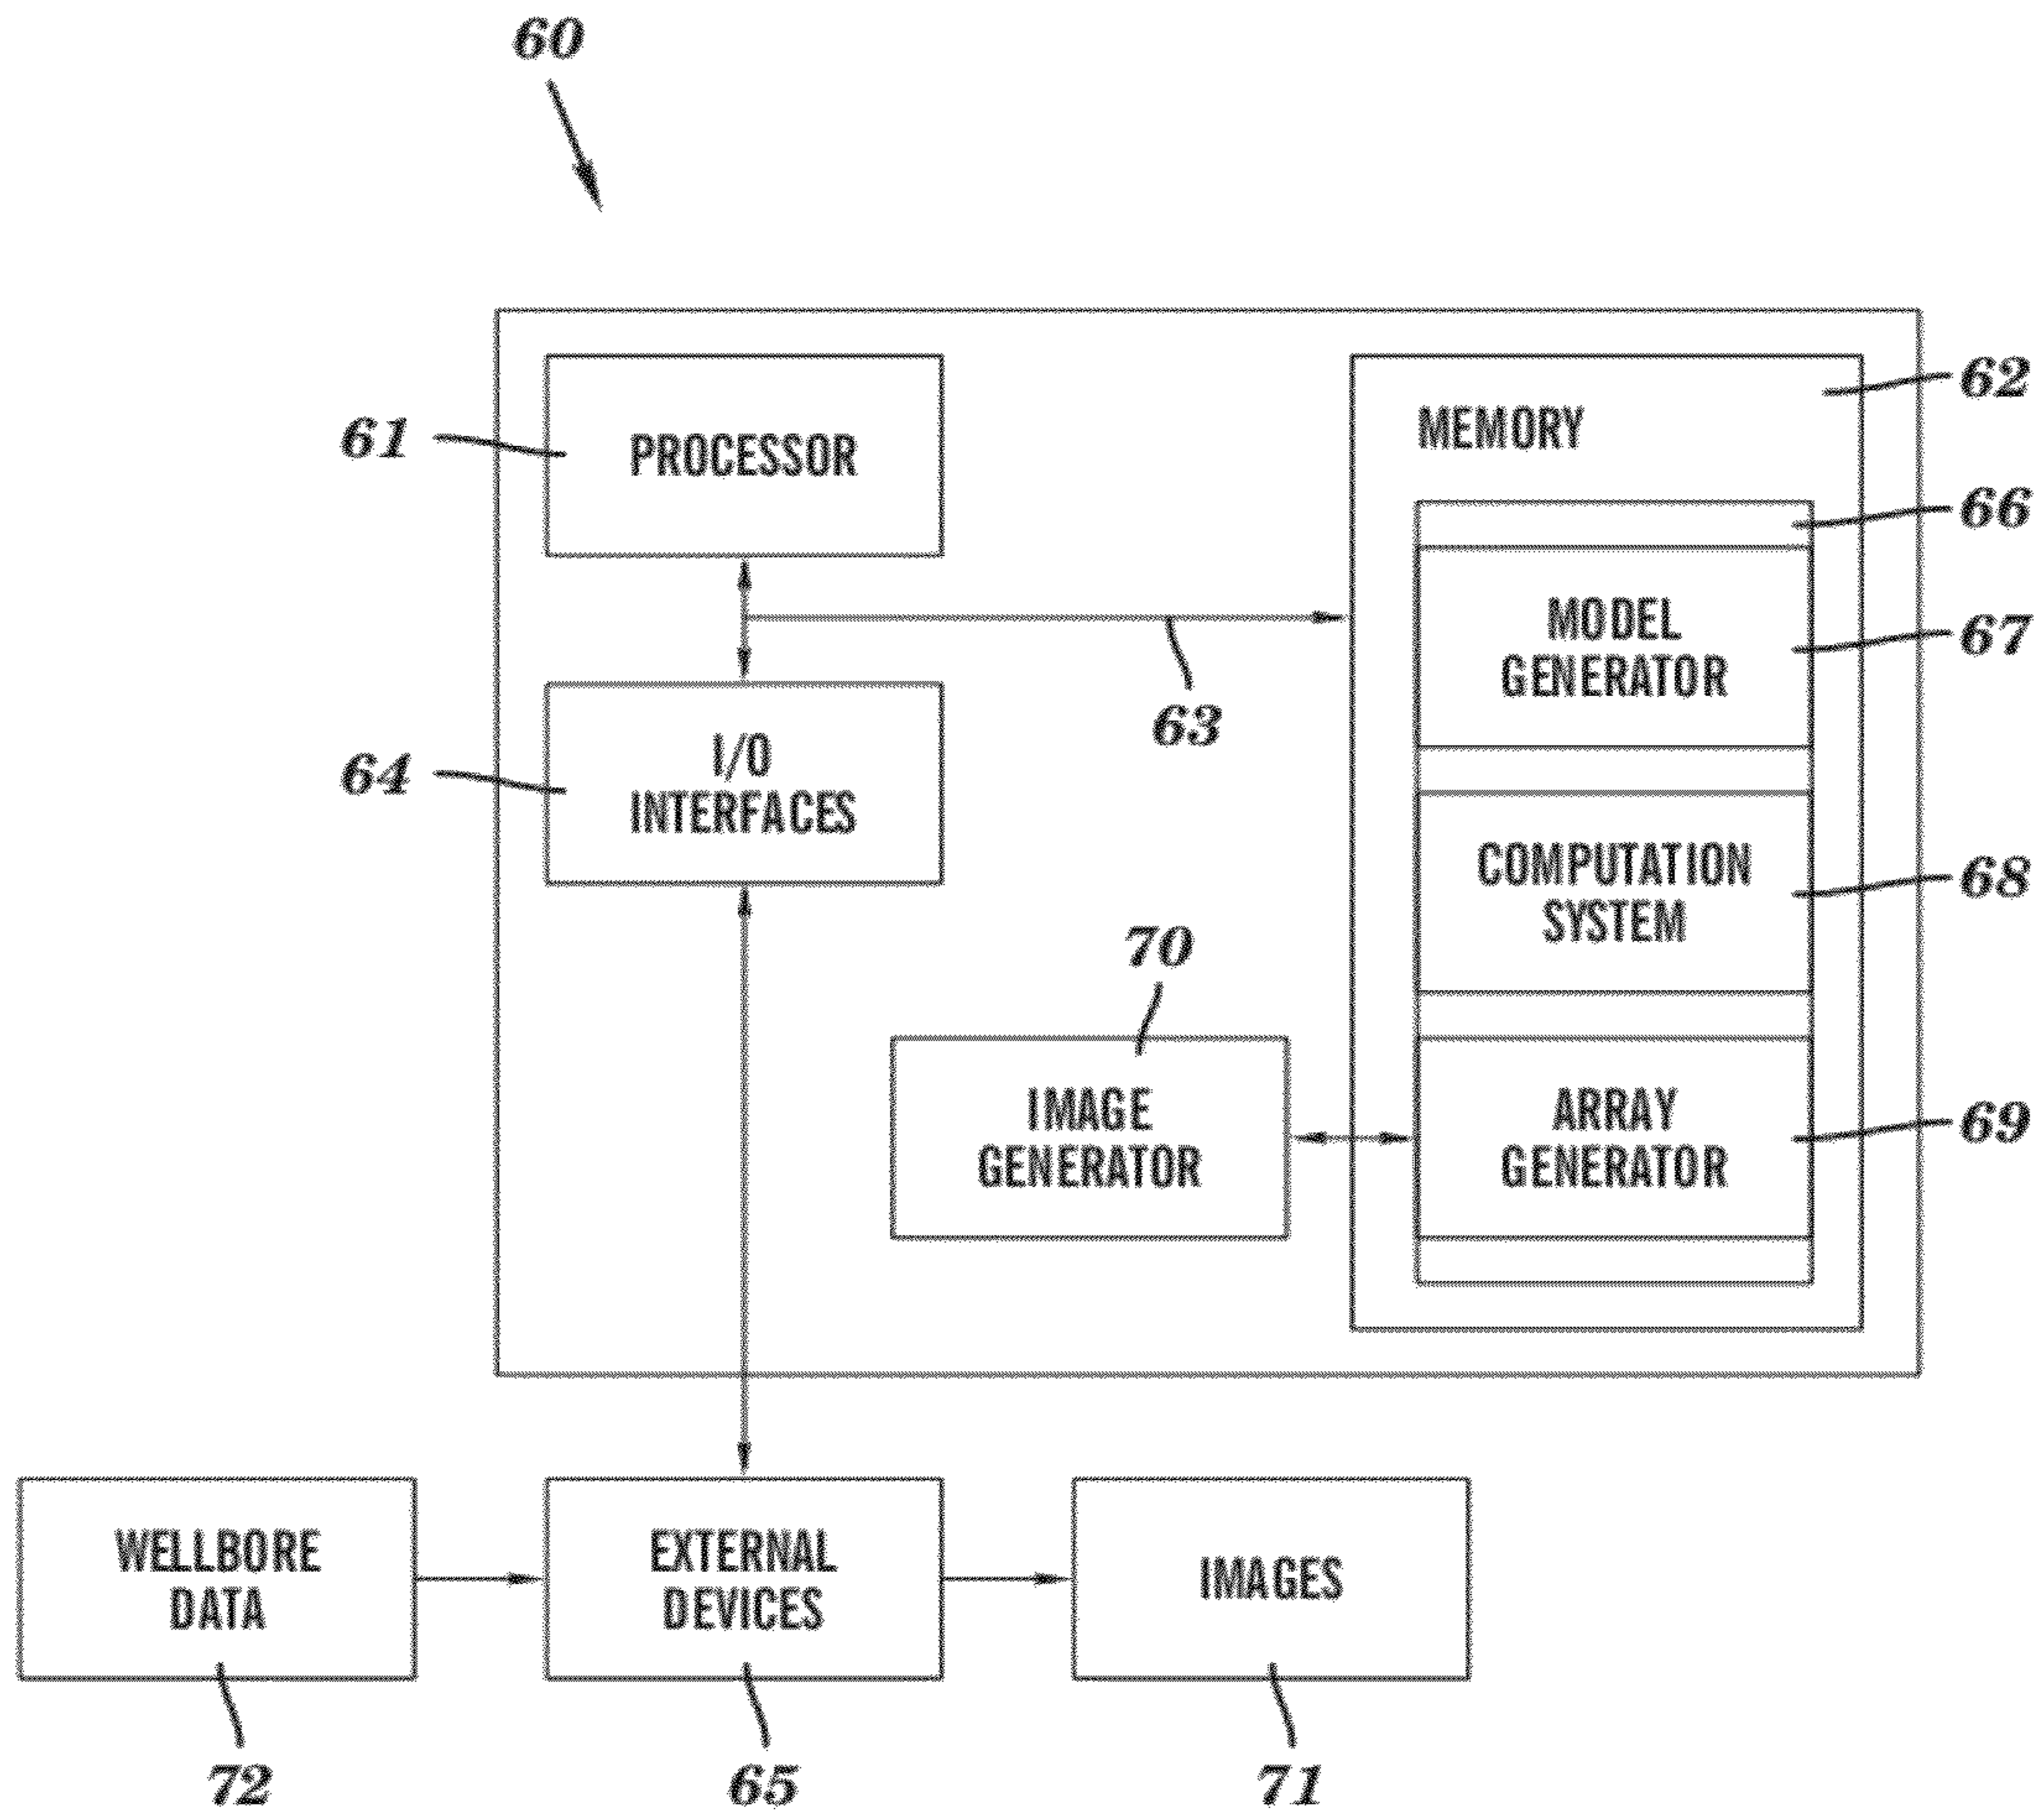 60
PROCESSOR
61
MEMORY
62
66
MODEL
GENERATOR
67
63
I/O
INTERFACES
64
COMPUTATION
SYSTEM
68
70
IMAGE
GENERATOR
ARRAY
GENERATOR
69
WELLBORE
DATA
EXTERNAL
DEVICES
IMAGES
72
65
71